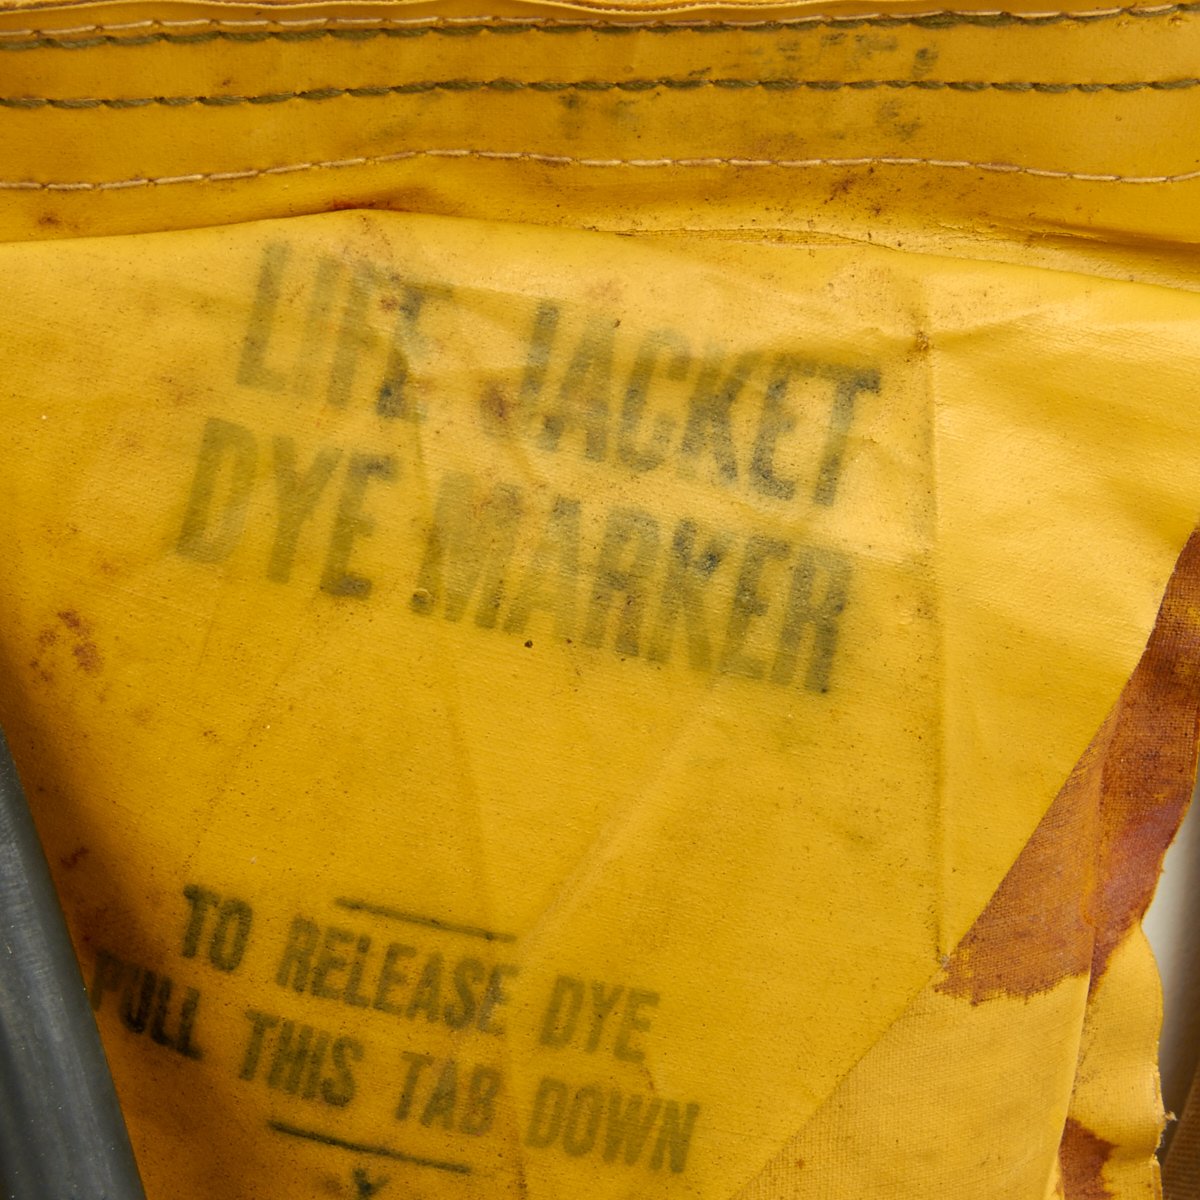 LIFE JACKET
DYE MARKER
TO RELEASE DYE
PULL THIS TAB DOWN